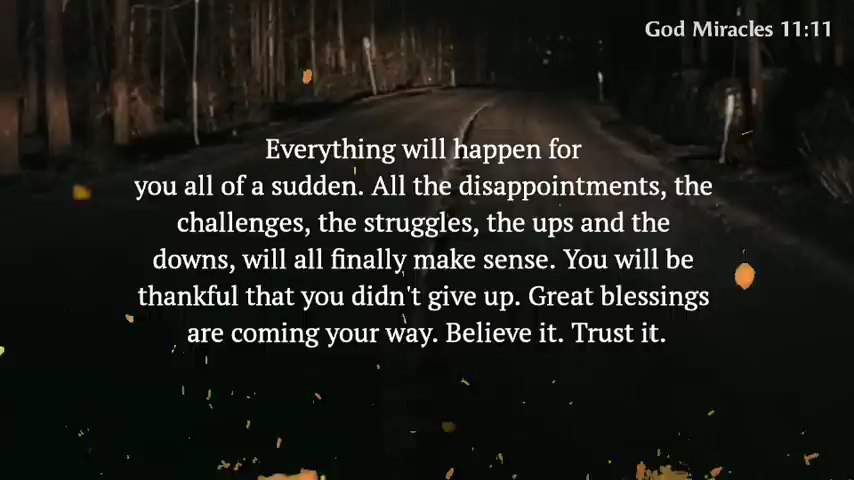 God Miracles 11:11
Everything will happen for
you all of a sudden. All the disappointments, the
challenges, the struggles, the ups and the
downs, will all finally make sense. You will be
thankful that you didn't give up. Great blessings
are coming your way. Believe it. Trust it.